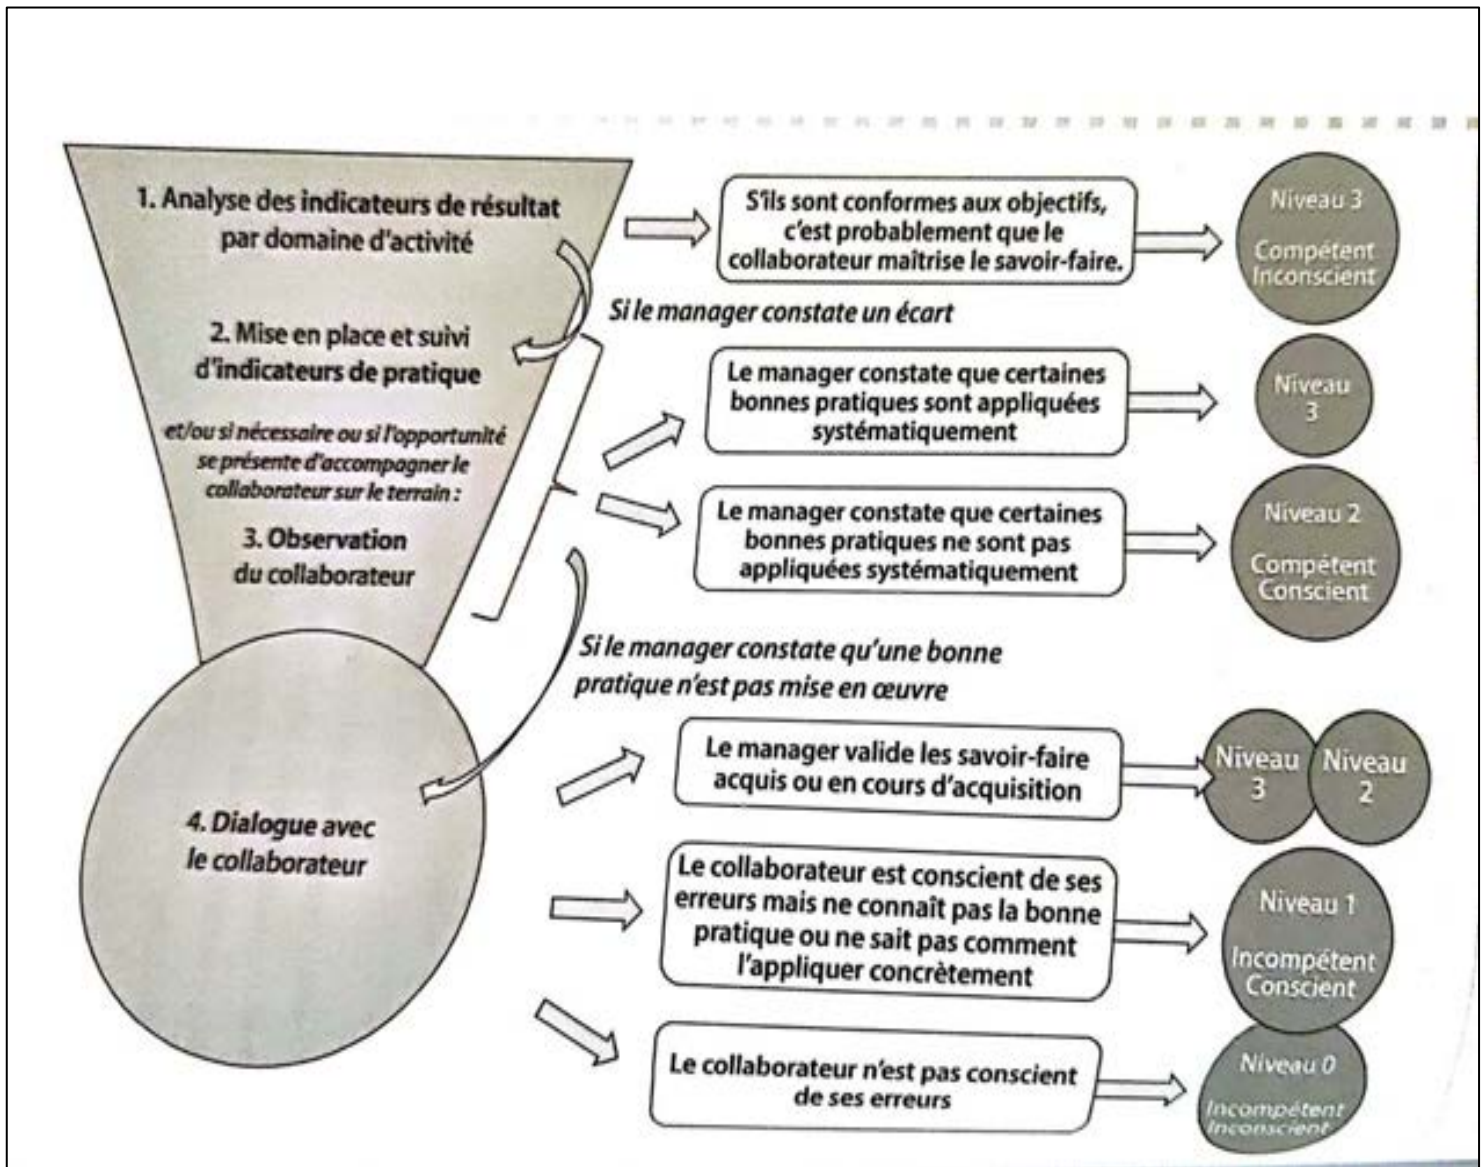 1. Analyse des indicateurs de résultat
par domaine d'activité
S'ils sont conformes aux objectifs,
c'est probablement que le
collaborateur maîtrise le savoir-faire.
Niveau 3
Compétent
Inconscient
Si le manager constate un écart
2. Mise en place et suivi
d'indicateurs de pratique
Le manager constate que certaines
bonnes pratiques sont appliquées
systématiquement
Niveau
3
et/ou si nécessaire ou si l'opportunité
se présente d'accompagner le
collaborateur sur le terrain :
3. Observation
du collaborateur
Le manager constate que certaines
bonnes pratiques ne sont pas
appliquées systématiquement
Niveau 2
Compétent
Conscient
Si le manager constate qu'une bonne
pratique n'est pas mise en œuvre
4. Dialogue avec
le collaborateur
Le manager valide les savoir-faire
acquis ou en cours d'acquisition
Niveau
3
Niveau
2
Le collaborateur est conscient de ses
erreurs mais ne connaît pas la bonne
pratique ou ne sait pas comment
l'appliquer concrètement
Niveau 1
Incompétent
Conscient
Le collaborateur n'est pas conscient
de ses erreurs
Niveau 0
Incompétent
Inconscient